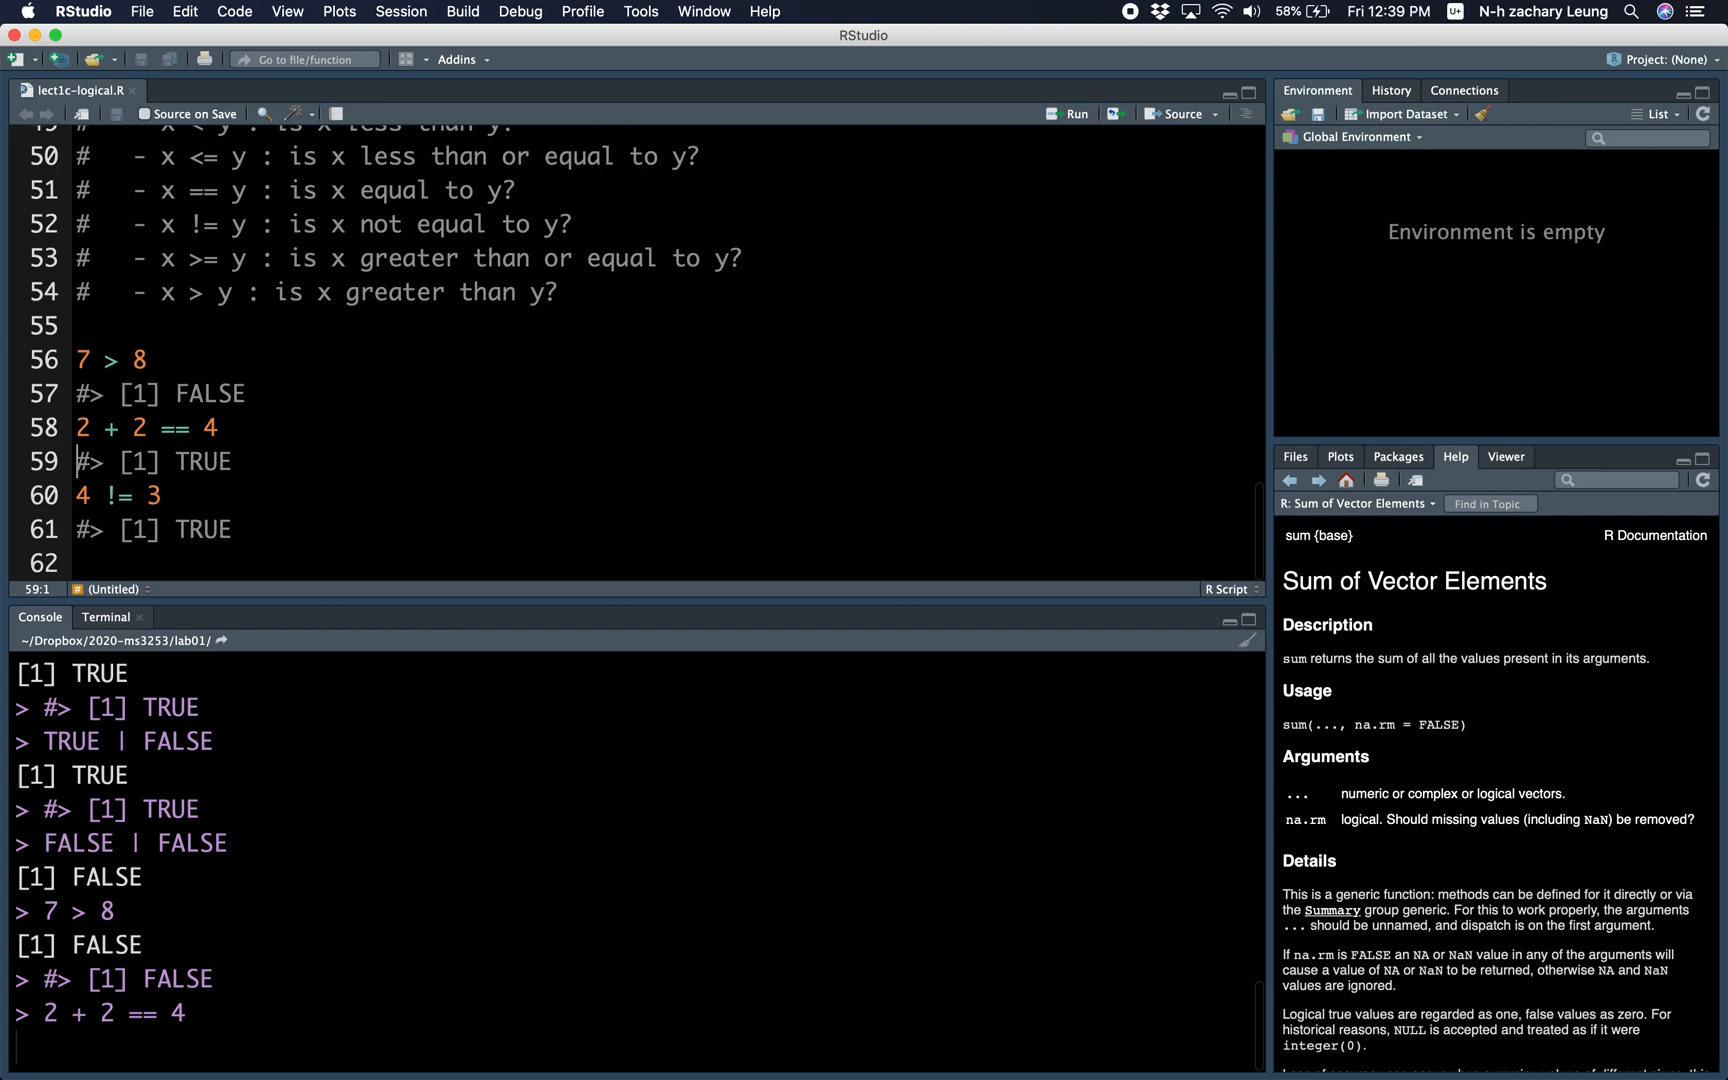 RStudio File Edit Code View Plots Session Build Debug Profile Tools Window Help 58% Fri 12:39 PM U+ N-h zachary Leung
RStudio
Go to file/function Addins Project: (None)
lect1c-logical.R
Source on Save Run Source
# x < y : is x less than y?
50 # - x <= y : is x less than or equal to y?
51 # - x == y : is x equal to y?
52 # - x != y : is x not equal to y?
53 # - x >= y : is x greater than or equal to y?
54 # - x > y : is x greater than y?
55
56 7 > 8
57 #> [1] FALSE
58 2 + 2 == 4
59 #> [1] TRUE
60 4 != 3
61 #> [1] TRUE
62
59:1 # (Untitled) R Script
Console Terminal
~/Dropbox/2020-ms3253/lab01/
[1] TRUE
> #> [1] TRUE
> TRUE | FALSE
[1] TRUE
> #> [1] TRUE
> FALSE | FALSE
[1] FALSE
> 7 > 8
[1] FALSE
> #> [1] FALSE
> 2 + 2 == 4
Environment History Connections
Import Dataset List
Global Environment
Environment is empty
Files Plots Packages Help Viewer
R: Sum of Vector Elements Find in Topic
sum {base} R Documentation
Sum of Vector Elements
Description
sum returns the sum of all the values present in its arguments.
Usage
sum(..., na.rm = FALSE)
Arguments
... numeric or complex or logical vectors.
na.rm logical. Should missing values (including NaN) be removed?
Details
This is a generic function: methods can be defined for it directly or via
the Summary group generic. For this to work properly, the arguments
... should be unnamed, and dispatch is on the first argument.
If na.rm is FALSE an NA or NaN value in any of the arguments will
cause a value of NA or NaN to be returned, otherwise NA and NaN
values are ignored.
Logical true values are regarded as one, false values as zero. For
historical reasons, NULL is accepted and treated as if it were
integer(0).